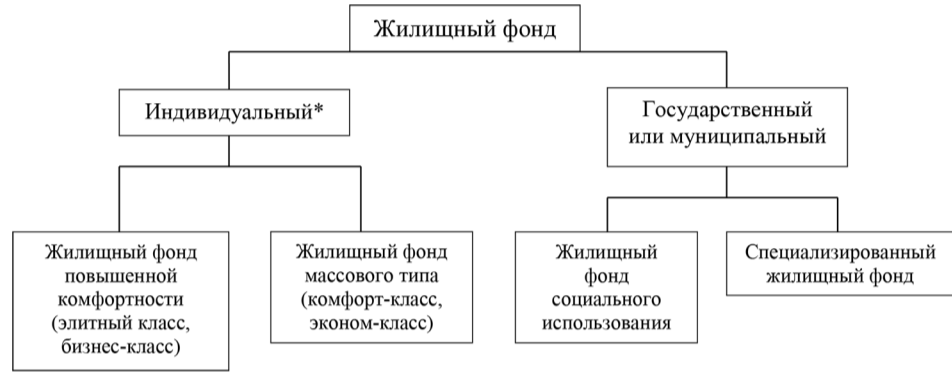 Жилищный фонд
Индивидуальный*
Государственный
или муниципальный
Жилищный фонд
повышенной
комфортности
(элитный класс,
бизнес-класс)
Жилищный фонд
массового типа
(комфорт-класс,
эконом-класс)
Жилищный
фонд
социального
использования
Специализированный
жилищный фонд